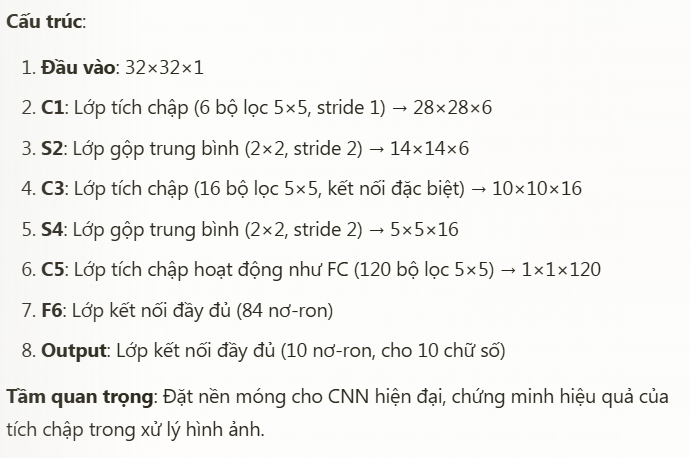 Cấu trúc:
1. Đầu vào: 32×32×1
2. C1: Lớp tích chập (6 bộ lọc 5×5, stride 1) → 28×28×6
3. S2: Lớp gộp trung bình (2×2, stride 2) → 14×14×6
4. C3: Lớp tích chập (16 bộ lọc 5×5, kết nối đặc biệt) → 10×10×16
5. S4: Lớp gộp trung bình (2×2, stride 2) → 5×5×16
6. C5: Lớp tích chập hoạt động như FC (120 bộ lọc 5×5) → 1×1×120
7. F6: Lớp kết nối đầy đủ (84 nơ-ron)
8. Output: Lớp kết nối đầy đủ (10 nơ-ron, cho 10 chữ số)
Tầm quan trọng: Đặt nền móng cho CNN hiện đại, chứng minh hiệu quả của
tích chập trong xử lý hình ảnh.